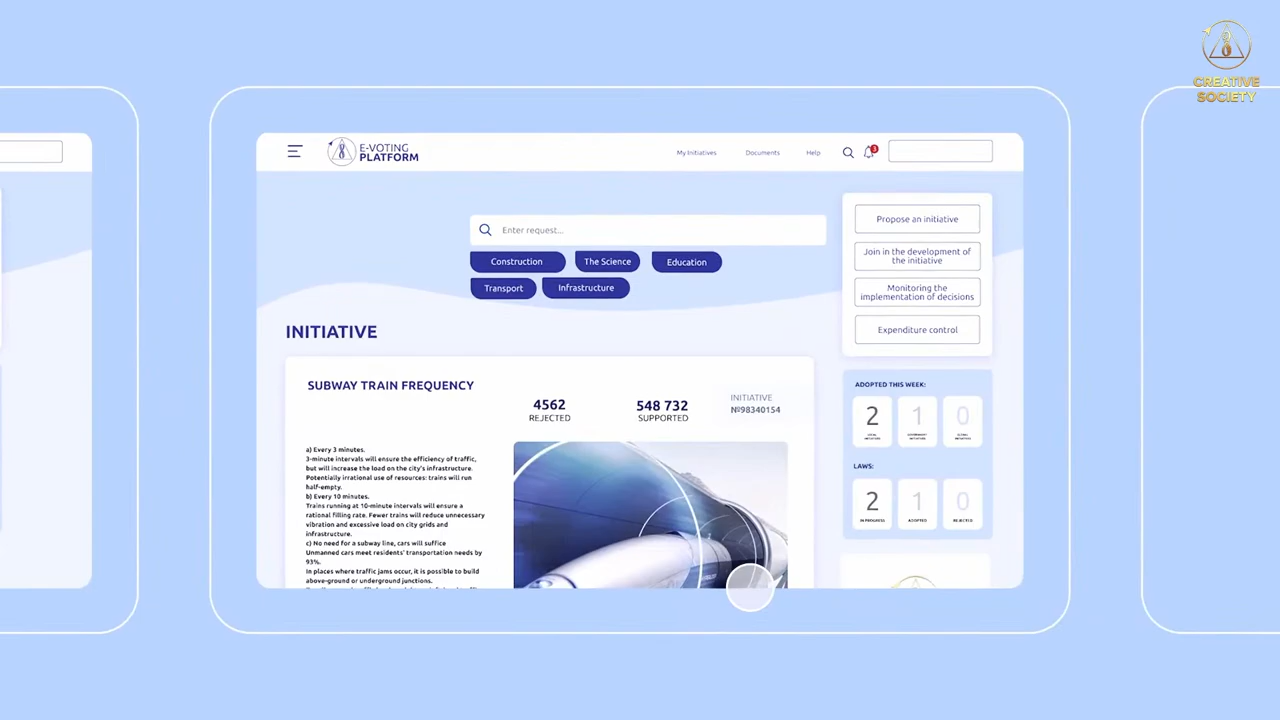 CREATIVE
SOCIETY
E-VOTING
PLATFORM
My Initiatives
Documents
Help
3
Enter request...
Construction
The Science
Education
Transport
Infrastructure
Propose an initiative
Join in the development of
the initiative
Monitoring the
implementation of decisions
Expenditure control
INITIATIVE
SUBWAY TRAIN FREQUENCY
4562
REJECTED
548 732
SUPPORTED
INITIATIVE
№98340154
a) Every 3 minutes.
3-minute intervals will ensure the efficiency of traffic,
but will increase the load on the city's infrastructure.
Potentially irrational use of resources: trains will run
half-empty.
b) Every 10 minutes.
Trains running at 10-minute intervals will ensure a
rational filling rate. Fewer trains will reduce unnecessary
vibration and excessive load on city grids and
infrastructure.
c) No need for a subway line, cars will suffice
Unmanned cars meet residents' transportation needs by
93%.
In places where traffic jams occur, it is possible to build
above-ground or underground junctions.
ADOPTED THIS WEEK:
2
1
0
LAWS:
2
IN PROGRESS
1
ADOPTED
0
REJECTED